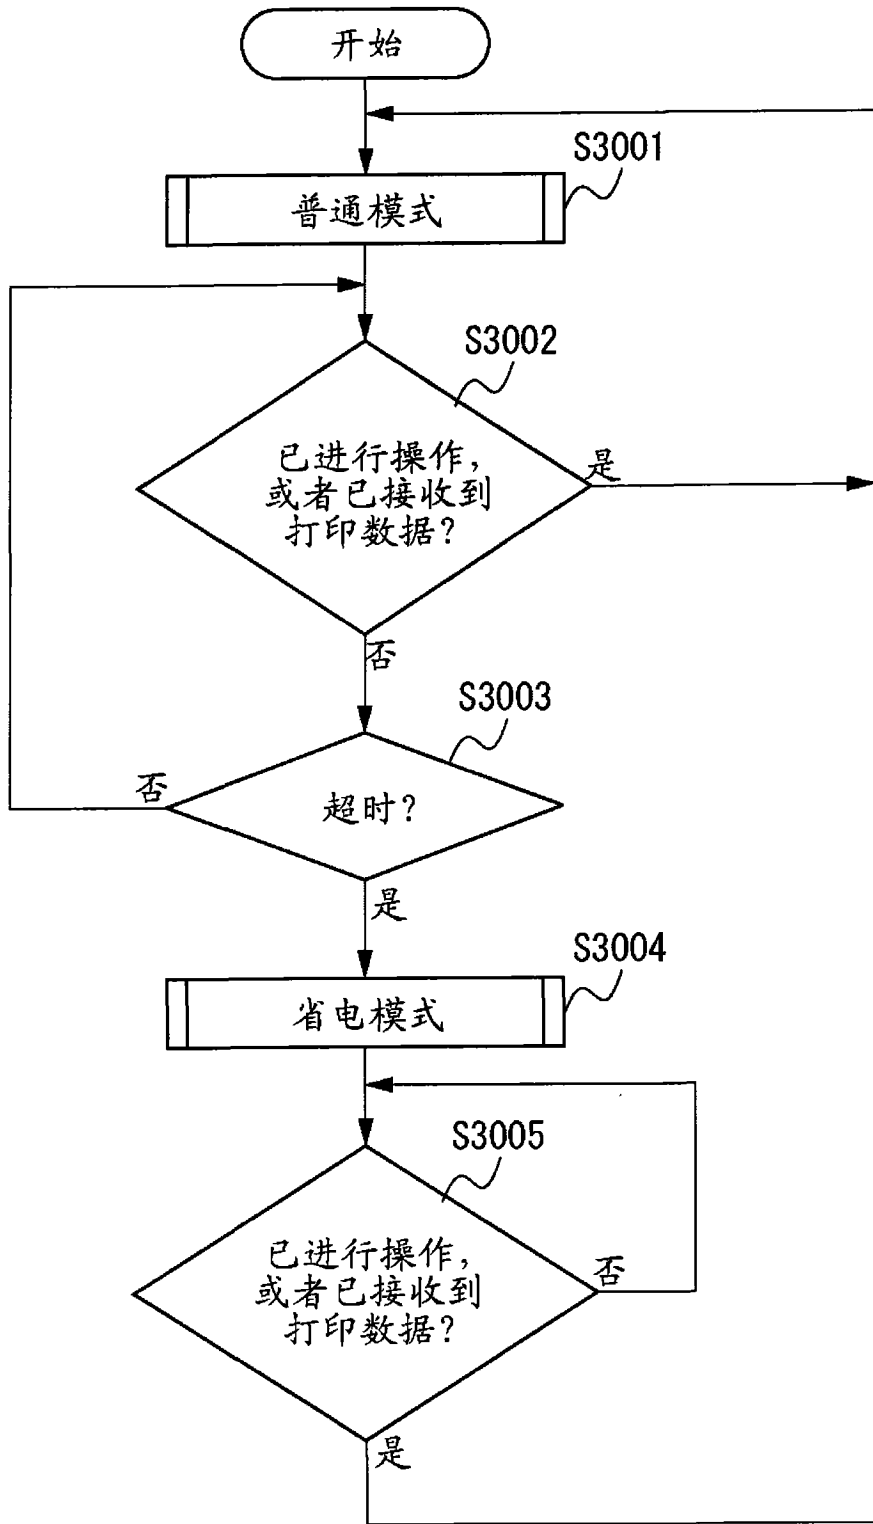 开始
S3001
普通模式
S3002
已进行操作，
或者已接收到
打印数据？
是
否
S3003
否
超时？
是
S3004
省电模式
S3005
已进行操作，
或者已接收到
打印数据？
否
是